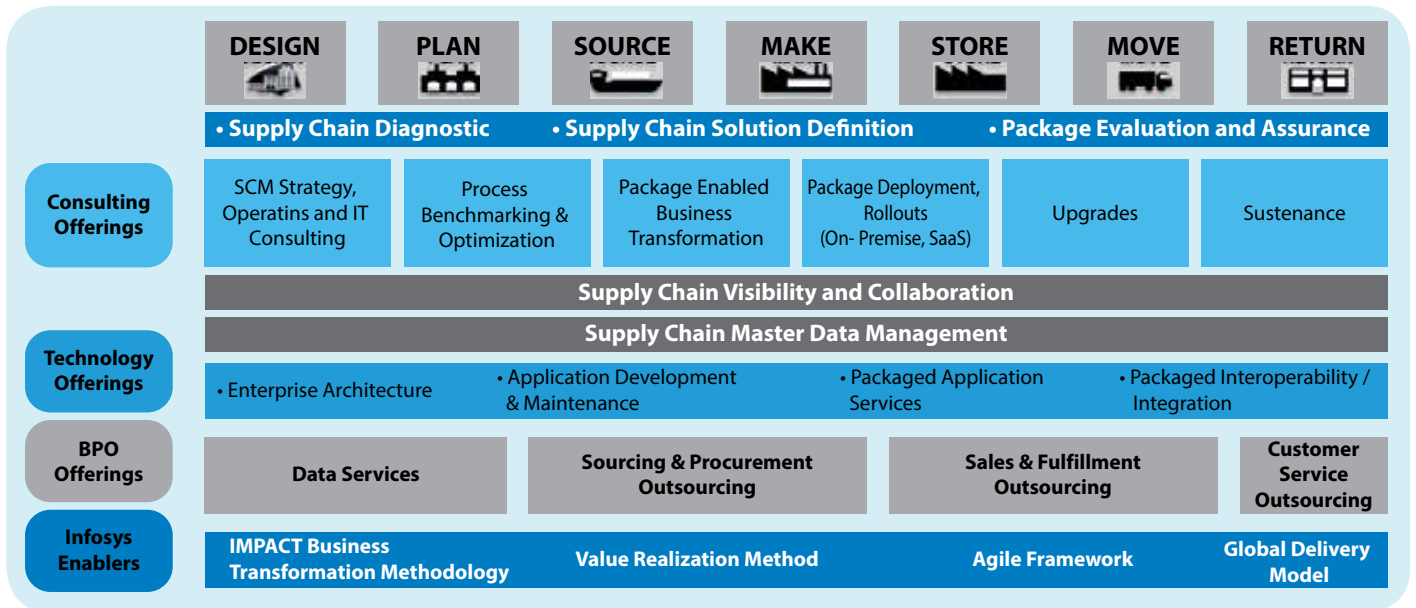 DESIGN
PLAN
SOURCE
MAKE
STORE
MOVE
RETURN
• Supply Chain Diagnostic
• Supply Chain Solution Definition
• Package Evaluation and Assurance
Consulting
Offerings
SCM Strategy,
Operatins and IT
Consulting
Process
Benchmarking &
Optimization
Package Enabled
Business
Transformation
Package Deployment,
Rollouts
(On- Premise, SaaS)
Upgrades
Sustenance
Supply Chain Visibility and Collaboration
Supply Chain Master Data Management
Technology
Offerings
• Enterprise Architecture
• Application Development
& Maintenance
• Packaged Application
Services
• Packaged Interoperability /
Integration
BPO
Offerings
Data Services
Sourcing & Procurement
Outsourcing
Sales & Fulfillment
Outsourcing
Customer
Service
Outsourcing
Infosys
Enablers
IMPACT Business
Transformation Methodology
Value Realization Method
Agile Framework
Global Delivery
Model